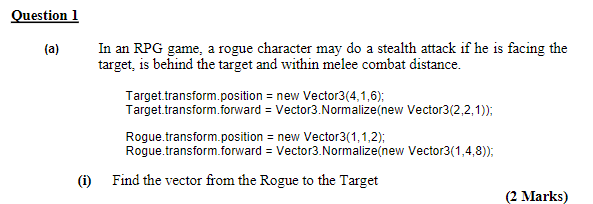 Question 1
(a) In an RPG game, a rogue character may do a stealth attack if he is facing the
target, is behind the target and within melee combat distance.
Target.transform.position = new Vector3(4,1,6);
Target.transform.forward = Vector3.Normalize(new Vector3(2,2,1));
Rogue.transform.position = new Vector3(1,1,2);
Rogue.transform.forward = Vector3.Normalize(new Vector3(1,4,8));
(i) Find the vector from the Rogue to the Target
(2 Marks)